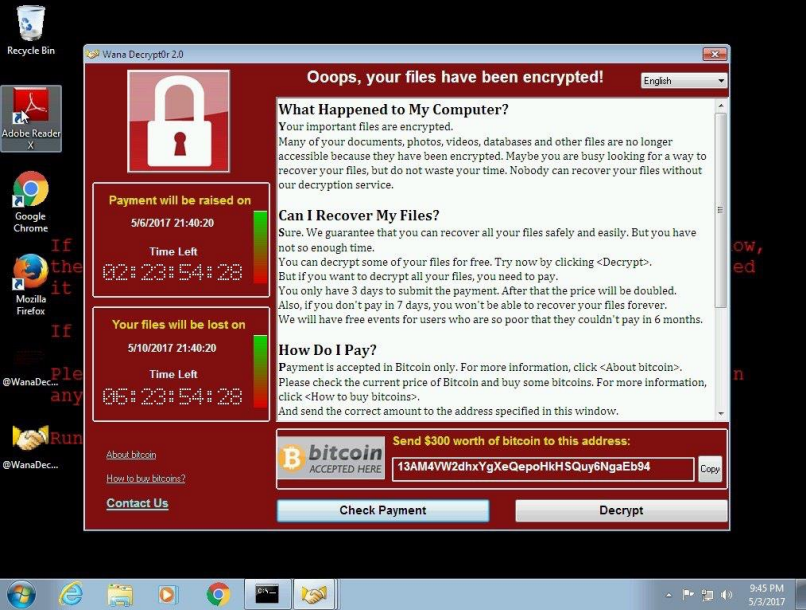 Recycle Bin
Adobe Reader
X
Google
Chrome
Mozilla
Firefox
@WanaDec...
@WanaDec...
If
the
it
If
Ple
any
Run
ow,
ed
n
Wana Decrypt0r 2.0
Ooops, your files have been encrypted!
English
Payment will be raised on
5/6/2017 21:40:20
Time Left
02:23:54:28
Your files will be lost on
5/10/2017 21:40:20
Time Left
06:23:54:28
About bitcoin
How to buy bitcoins?
Contact Us
What Happened to My Computer?
Your important files are encrypted.
Many of your documents, photos, videos, databases and other files are no longer
accessible because they have been encrypted. Maybe you are busy looking for a way to
recover your files, but do not waste your time. Nobody can recover your files without
our decryption service.
Can I Recover My Files?
Sure. We guarantee that you can recover all your files safely and easily. But you have
not so enough time.
You can decrypt some of your files for free. Try now by clicking <Decrypt>.
But if you want to decrypt all your files, you need to pay.
You only have 3 days to submit the payment. After that the price will be doubled.
Also, if you don't pay in 7 days, you won't be able to recover your files forever.
We will have free events for users who are so poor that they couldn't pay in 6 months.
How Do I Pay?
Payment is accepted in Bitcoin only. For more information, click <About bitcoin>.
Please check the current price of Bitcoin and buy some bitcoins. For more information,
click <How to buy bitcoins>.
And send the correct amount to the address specified in this window.
bitcoin
ACCEPTED HERE
Send $300 worth of bitcoin to this address:
13AM4VW2dhxYgXeQepoHkHSQuy6NgaEb94
Copy
Check Payment
Decrypt
9:45 PM
5/3/2017